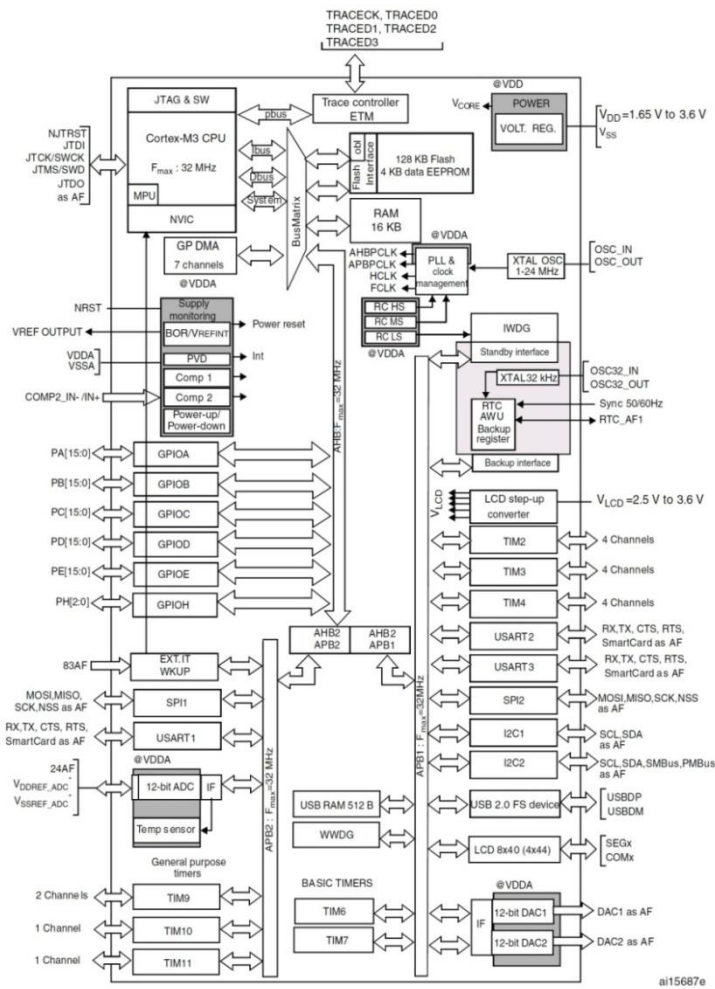 TRACECK, TRACED0
TRACED1, TRACED2
TRACED3
@VDD
JTAG & SW
pbus
Trace controller
ETM
VCORE
POWER
VOLT. REG.
VDD=1.65 V to 3.6 V
VSS
NJTRST
JTDI
JTCK/SWCK
JTMS/SWD
JTDO
as AF
Cortex-M3 CPU
Fmax : 32 MHz
MPU
NVIC
Ibus
Dbus
System
BusMatrix
Flash obl
Interface
128 KB Flash
4 KB data EEPROM
RAM
16 KB
GP DMA
7 channels
@VDDA
AHBPCLK
APBPCLK
HCLK
FCLK
PLL &
clock
management
XTAL OSC
1-24 MHz
OSC_IN
OSC_OUT
RC HS
RC MS
RC LS
@VDDA
@VDDA
NRST
VREF OUTPUT
VDDA
VSSA
COMP2_IN- /IN+
Supply
monitoring
BOR/VREFINT
PVD
Comp 1
Comp 2
Power-up/
Power-down
Power reset
Int
IWDG
Standby interface
XTAL32 kHz
OSC32_IN
OSC32_OUT
RTC
AWU
Backup
register
Sync 50/60Hz
RTC_AF1
Backup interface
AHB:Fmax=32 MHz
PA[15:0]
GPIOA
PB[15:0]
GPIOB
PC[15:0]
GPIOC
PD[15:0]
GPIOD
PE[15:0]
GPIOE
PH[2:0]
GPIOH
VLCD
LCD step-up
converter
VLCD=2.5 V to 3.6 V
TIM2
4 Channels
TIM3
4 Channels
TIM4
4 Channels
AHB2
APB2
AHB2
APB1
USART2
RX,TX, CTS, RTS,
SmartCard as AF
USART3
RX,TX, CTS, RTS,
SmartCard as AF
SPI2
MOSI,MISO,SCK,NSS
as AF
I2C1
SCL,SDA
as AF
I2C2
SCL,SDA,SMBus,PMBus
as AF
83AF
EXT.IT
WKUP
MOSI,MISO,
SCK,NSS as AF
SPI1
RX,TX, CTS, RTS,
SmartCard as AF
USART1
@VDDA
24AF
VDDREF_ADC*
VSSREF_ADC*
12-bit ADC
IF
Temp sensor
APB2 : Fmax=32 MHz
APB1 : Fmax=32MHz
USB RAM 512 B
WWDG
USB 2.0 FS device
USBDP
USBDM
LCD 8x40 (4x44)
SEGx
COMx
General purpose
timers
2 Channels
TIM9
1 Channel
TIM10
1 Channel
TIM11
BASIC TIMERS
TIM6
TIM7
@VDDA
IF
12-bit DAC1
DAC1 as AF
12-bit DAC2
DAC2 as AF
ai15687e